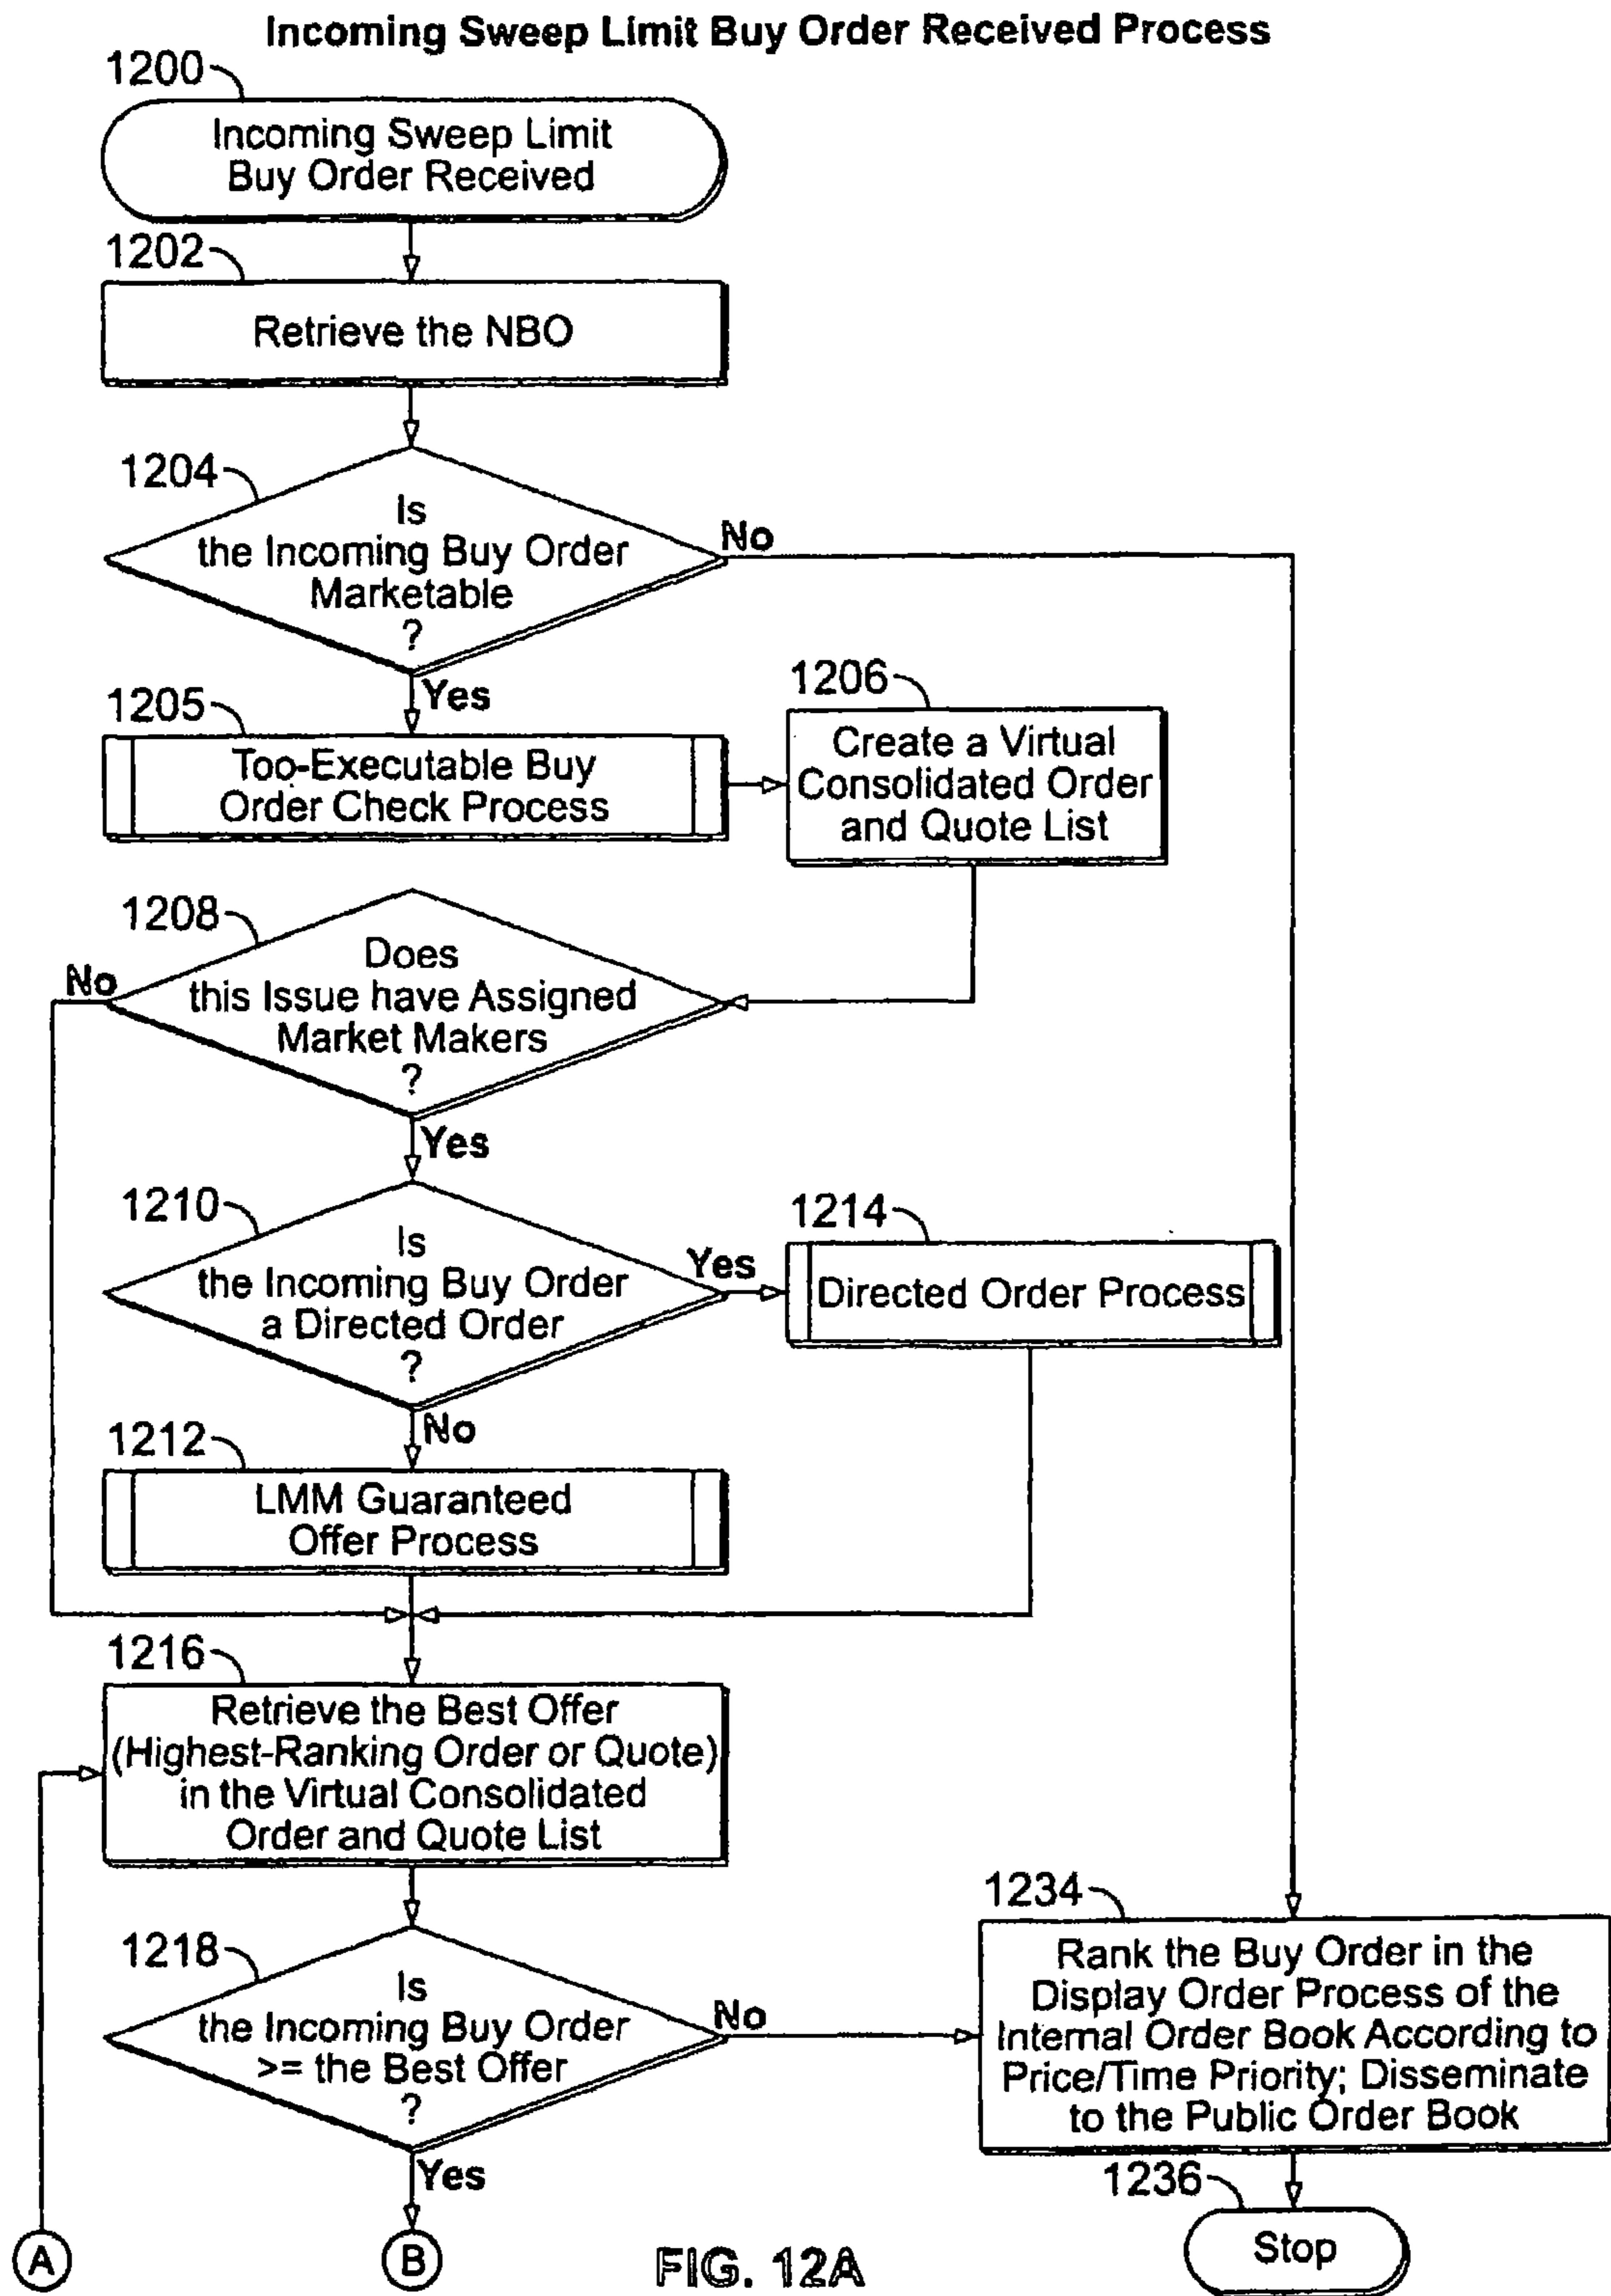 Incoming Sweep Limit Buy Order Received Process
1200
Incoming Sweep Limit
Buy Order Received
1202
Retrieve the NBO
1204
Is
the Incoming Buy Order
Marketable
?
No
Yes
1205
Too-Executable Buy
Order Check Process
1206
Create a Virtual
Consolidated Order
and Quote List
1208
Does
this Issue have Assigned
Market Makers
?
No
Yes
1210
Is
the Incoming Buy Order
a Directed Order
?
Yes
1214
Directed Order Process
No
1212
LMM Guaranteed
Offer Process
1216
Retrieve the Best Offer
(Highest-Ranking Order or Quote)
in the Virtual Consolidated
Order and Quote List
1218
Is
the Incoming Buy Order
>= the Best Offer
?
No
Yes
1234
Rank the Buy Order in the
Display Order Process of the
Internal Order Book According to
Price/Time Priority; Disseminate
to the Public Order Book
1236
Stop
A
B
FIG. 12A